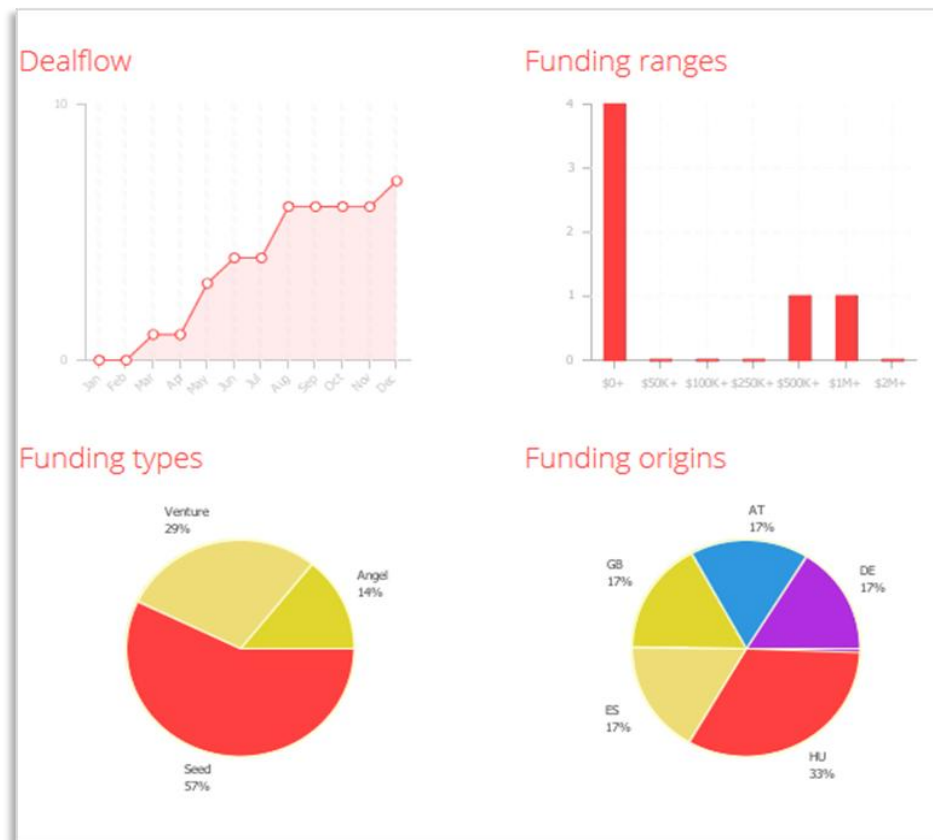 Dealflow
10
0
Jan Feb Mar Apr May Jun Jul Aug Sep Oct Nov Dec
Funding ranges
4
3
2
1
0
$0+ $50K+ $100K+ $250K+ $500K+ $1M+ $2M+
Funding types
Venture
29%
Angel
14%
Seed
57%
Funding origins
AT
17%
GB
17%
DE
17%
ES
17%
HU
33%